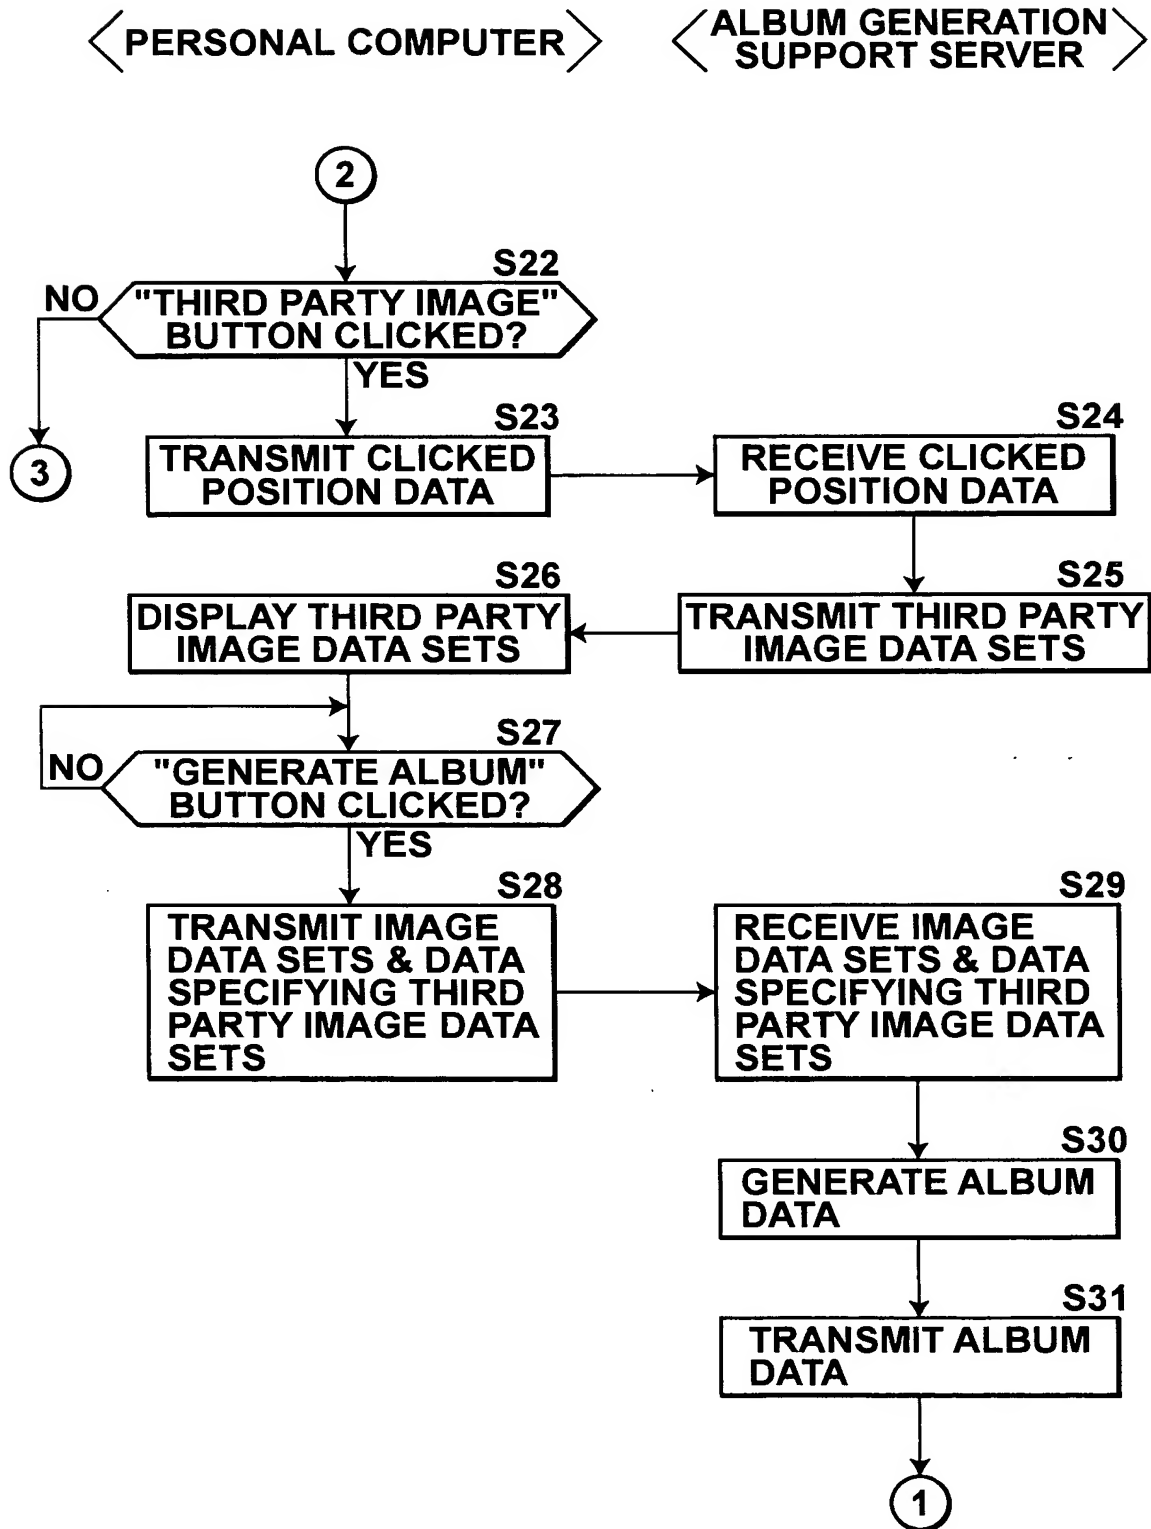 PERSONAL COMPUTER
ALBUM GENERATION
SUPPORT SERVER
2
S22
NO
"THIRD PARTY IMAGE"
BUTTON CLICKED?
YES
3
S23
TRANSMIT CLICKED
POSITION DATA
S24
RECEIVE CLICKED
POSITION DATA
S25
TRANSMIT THIRD PARTY
IMAGE DATA SETS
S26
DISPLAY THIRD PARTY
IMAGE DATA SETS
S27
NO
"GENERATE ALBUM"
BUTTON CLICKED?
YES
S28
TRANSMIT IMAGE
DATA SETS & DATA
SPECIFYING THIRD
PARTY IMAGE DATA
SETS
S29
RECEIVE IMAGE
DATA SETS & DATA
SPECIFYING THIRD
PARTY IMAGE DATA
SETS
S30
GENERATE ALBUM
DATA
S31
TRANSMIT ALBUM
DATA
1